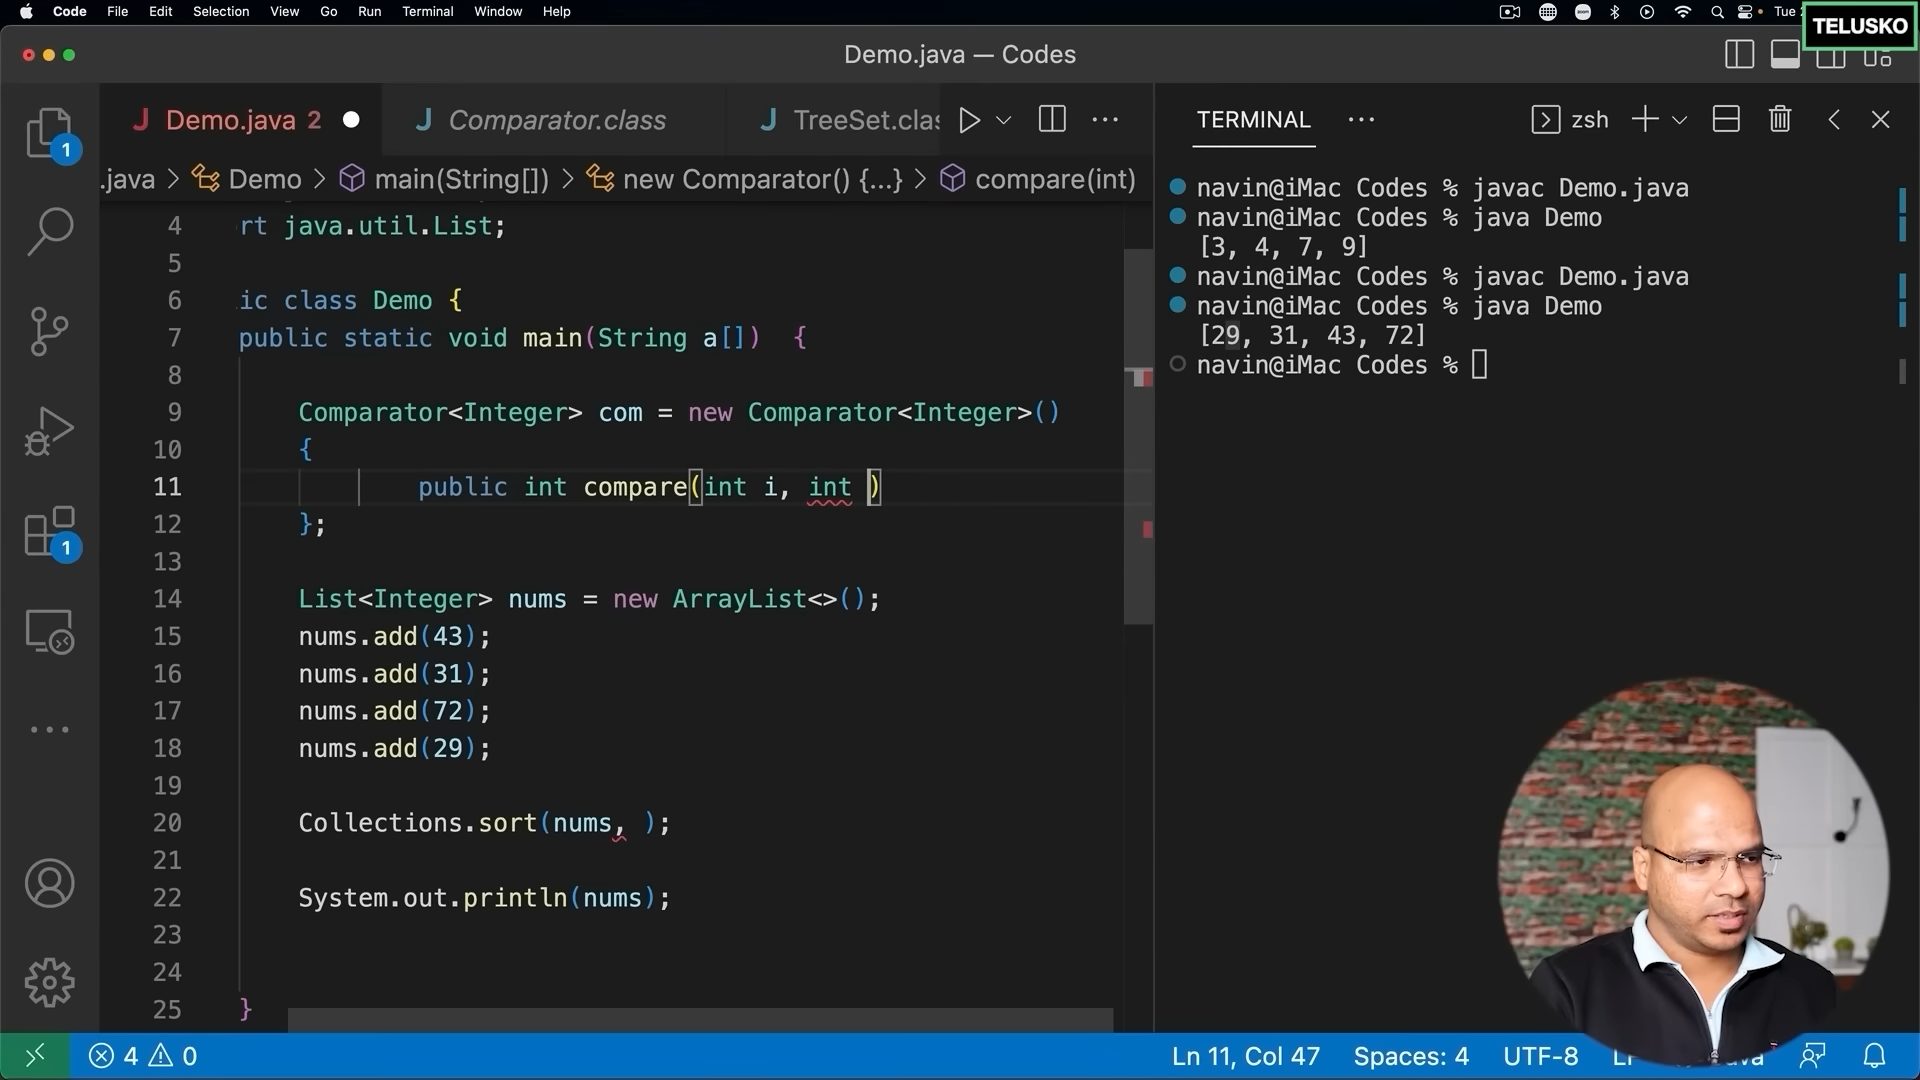 Code File Edit Selection View Go Run Terminal Window Help
zoom
Tue
TELUSKO
Demo.java — Codes
Demo.java 2
Comparator.class
TreeSet.clas
.java > Demo > main(String[]) > new Comparator() {...} > compare(int)
4 rt java.util.List;
5
6 ic class Demo {
7 public static void main(String a[]) {
8
9 Comparator<Integer> com = new Comparator<Integer>()
10 {
11 public int compare(int i, int )
12 };
13
14 List<Integer> nums = new ArrayList<>();
15 nums.add(43);
16 nums.add(31);
17 nums.add(72);
18 nums.add(29);
19
20 Collections.sort(nums, );
21
22 System.out.println(nums);
23
24
25 }
1
1
TERMINAL
zsh
navin@iMac Codes % javac Demo.java
navin@iMac Codes % java Demo
[3, 4, 7, 9]
navin@iMac Codes % javac Demo.java
navin@iMac Codes % java Demo
[29, 31, 43, 72]
navin@iMac Codes %
4 0
Ln 11, Col 47 Spaces: 4 UTF-8